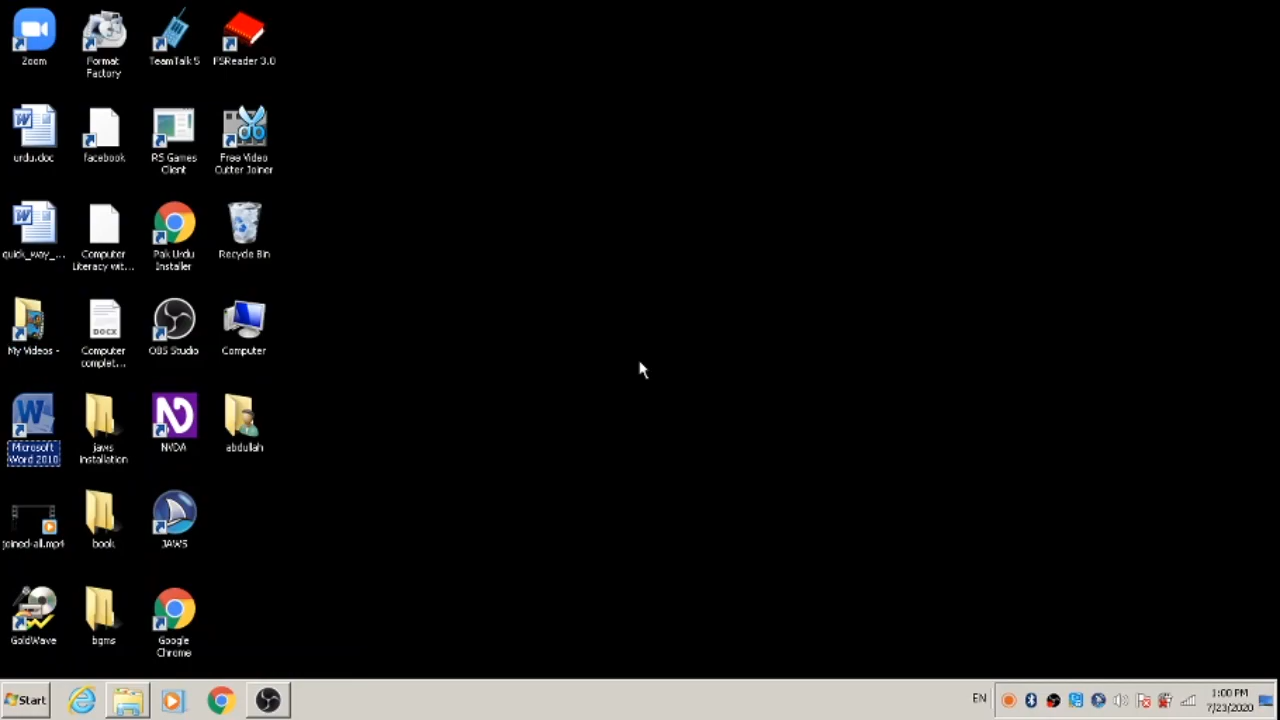 Zoom
Format
Factory
TeamTalk 5
FSReader 3.0
urdu.doc
facebook
RS Games
Client
Free Video
Cutter Joiner
quick_way_...
Computer
Literacy wit...
Pak Urdu
Installer
Recycle Bin
My Videos -
DOCX
Computer
complet...
OBS Studio
Computer
Microsoft
Word 2010
jaws
installation
NVDA
abdullah
joined-all.mp4
book
JAWS
GoldWave
bgms
Google
Chrome
Start
EN
1:00 PM
7/23/2020